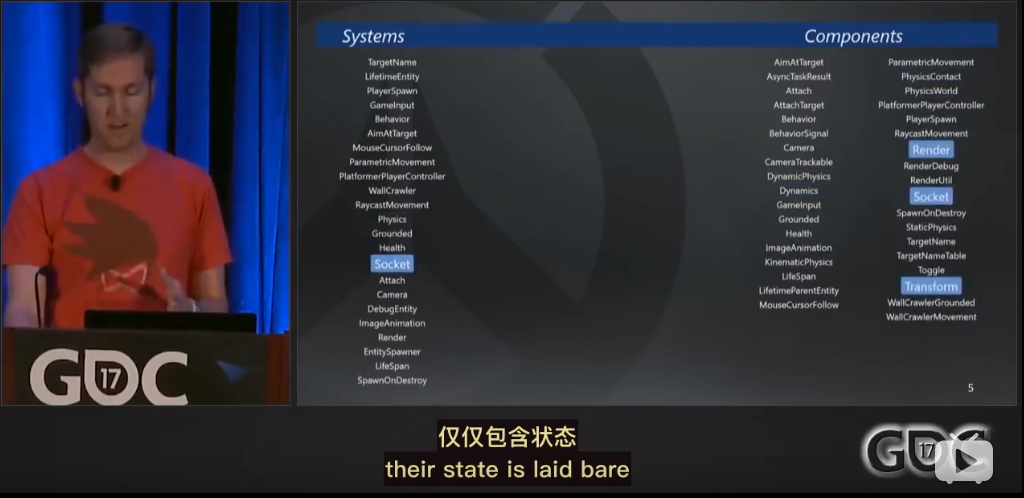 Systems
TargetName
LifetimeEntity
PlayerSpawn
GameInput
Behavior
AimAtTarget
MouseCursorFollow
ParametricMovement
PlatformerPlayerController
WallCrawler
RaycastMovement
Physics
Grounded
Health
Socket
Attach
Camera
DebugEntity
ImageAnimation
Render
EntitySpawner
LifeSpan
SpawnOnDestroy
Components
AimAtTarget
AsyncTaskResult
Attach
AttachTarget
Behavior
BehaviorSignal
Camera
CameraTrackable
DynamicPhysics
Dynamics
GameInput
Grounded
Health
ImageAnimation
KinematicPhysics
LifeSpan
LifetimeParentEntity
MouseCursorFollow
ParametricMovement
PhysicsContact
PhysicsWorld
PlatformerPlayerController
PlayerSpawn
RaycastMovement
Render
RenderDebug
RenderUtil
Socket
SpawnOnDestroy
StaticPhysics
TargetName
TargetNameTable
Toggle
Transform
WallCrawlerGrounded
WallCrawlerMovement
5
GDC 17
仅仅包含状态
their state is laid bare
GDC 17